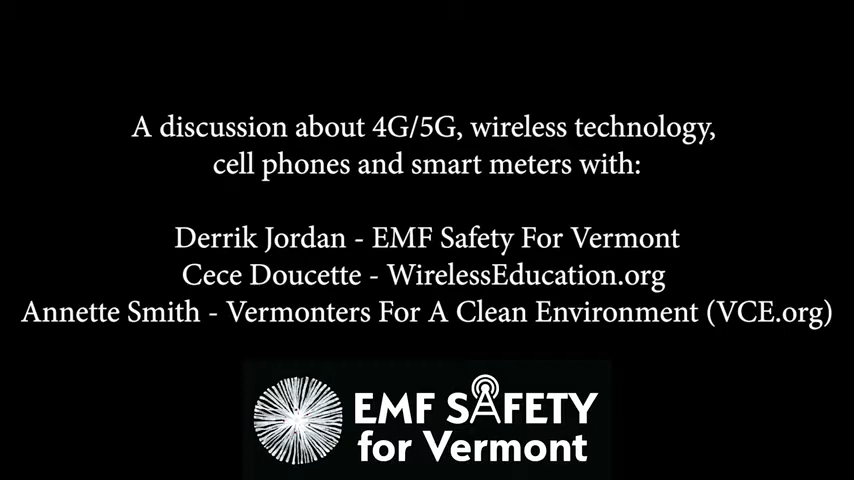 A discussion about 4G/5G, wireless technology,
cell phones and smart meters with:
Derrik Jordan - EMF Safety For Vermont
Cece Doucette - WirelessEducation.org
Annette Smith - Vermonters For A Clean Environment (VCE.org)
EMF SAFETY
for Vermont